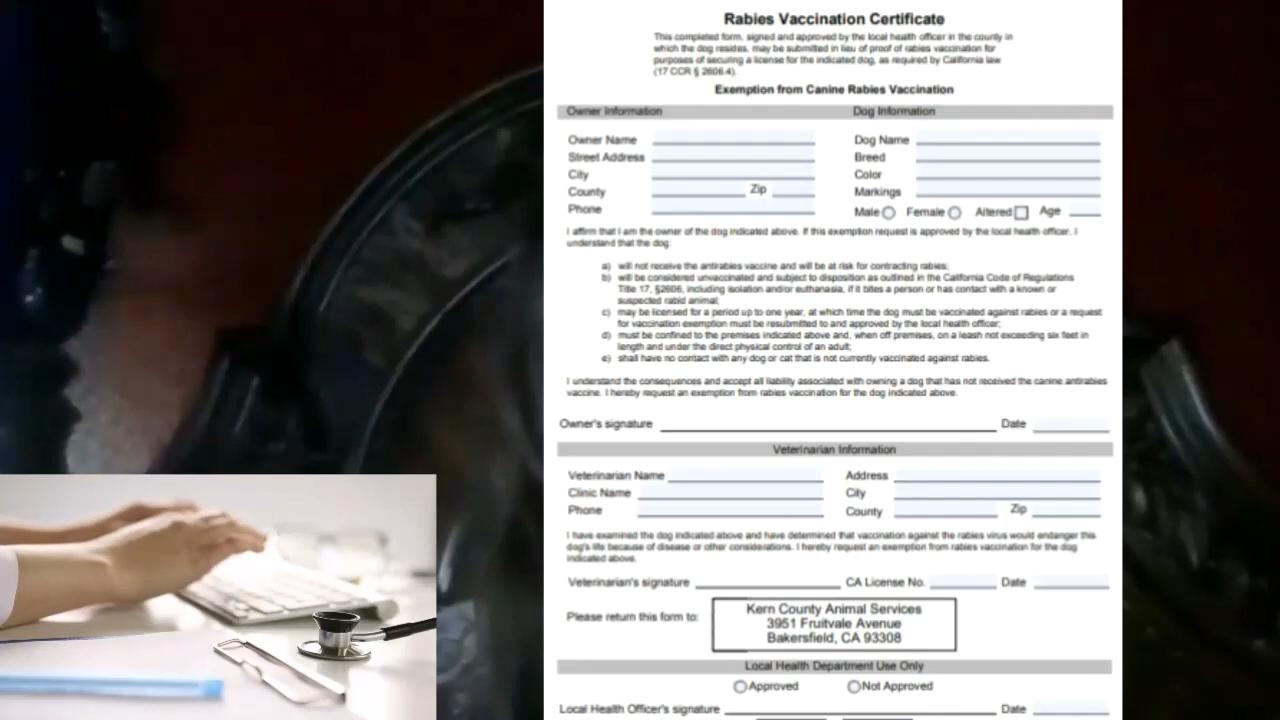 Rabies Vaccination Certificate
This completed form, signed and approved by the local health officer in the county in
which the dog resides, may be submitted in lieu of proof of rabies vaccination for
purposes of securing a license for the indicated dog, as required by California law
(17 CCR § 2606.4).
Exemption from Canine Rabies Vaccination
Owner Information Dog Information
Owner Name Dog Name
Street Address Breed
City Color
County Zip Markings
Phone Male Female Altered Age
I affirm that I am the owner of the dog indicated above. If this exemption request is approved by the local health officer, I
understand that the dog:
a) will not receive the antirabies vaccine and will be at risk for contracting rabies;
b) will be considered unvaccinated and subject to disposition as outlined in the California Code of Regulations
Title 17, §2606, including isolation and/or euthanasia, if it bites a person or has contact with a known or
suspected rabid animal;
c) may be licensed for a period up to one year, at which time the dog must be vaccinated against rabies or a request
for vaccination exemption must be resubmitted to and approved by the local health officer;
d) must be confined to the premises indicated above and, when off premises, on a leash not exceeding six feet in
length and under the direct physical control of an adult;
e) shall have no contact with any dog or cat that is not currently vaccinated against rabies.
I understand the consequences and accept all liability associated with owning a dog that has not received the canine antirabies
vaccine. I hereby request an exemption from rabies vaccination for the dog indicated above.
Owner's signature Date
Veterinarian Information
Veterinarian Name Address
Clinic Name City
Phone County Zip
I have examined the dog indicated above and have determined that vaccination against the rabies virus would endanger this
dog's life because of disease or other considerations. I hereby request an exemption from rabies vaccination for the dog
indicated above.
Veterinarian's signature CA License No. Date
Please return this form to: Kern County Animal Services
3951 Fruitvale Avenue
Bakersfield, CA 93308
Local Health Department Use Only
Approved Not Approved
Local Health Officer's signature Date